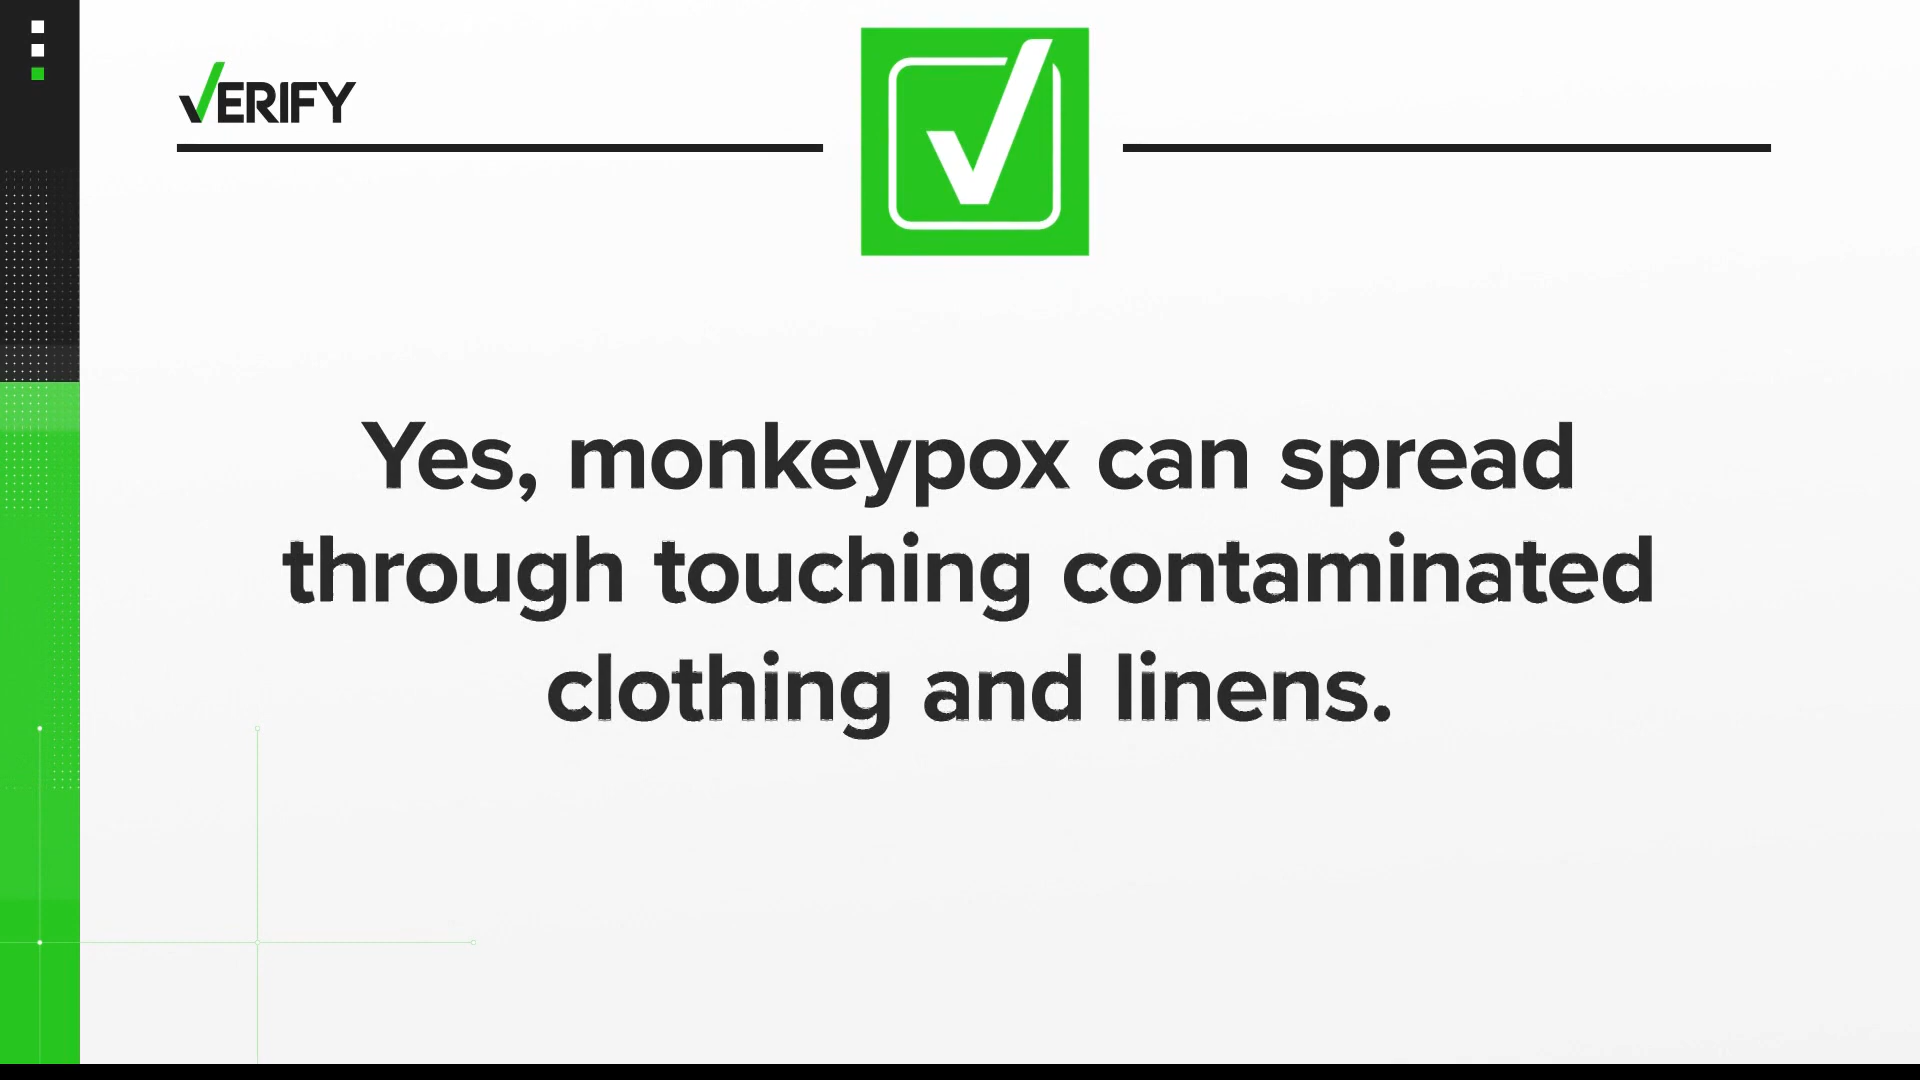 VERIFY
Yes, monkeypox can spread
through touching contaminated
clothing and linens.